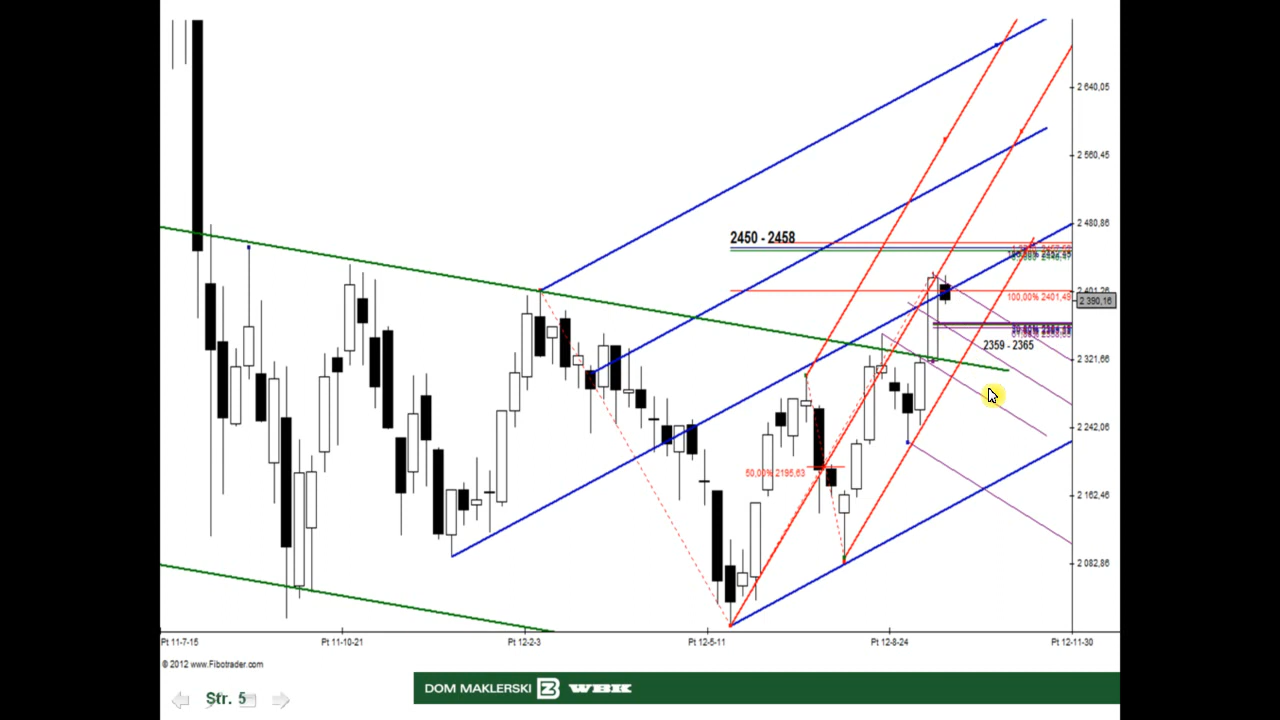 2 640,05
2 560,45
2 480,86
2450 - 2458
2 401,26
100,00% 2401,49
2 390,16
2359 - 2365
2 321,66
2 242,06
50,00% 2195,63
2 162,46
2 082,86
Pt 11-7-15 Pt 11-10-21 Pt 12-2-3 Pt 12-5-11 Pt 12-8-24 Pt 12-11-30
© 2012 www.Fibotrader.com
Str. 5
DOM MAKLERSKI Z WBK